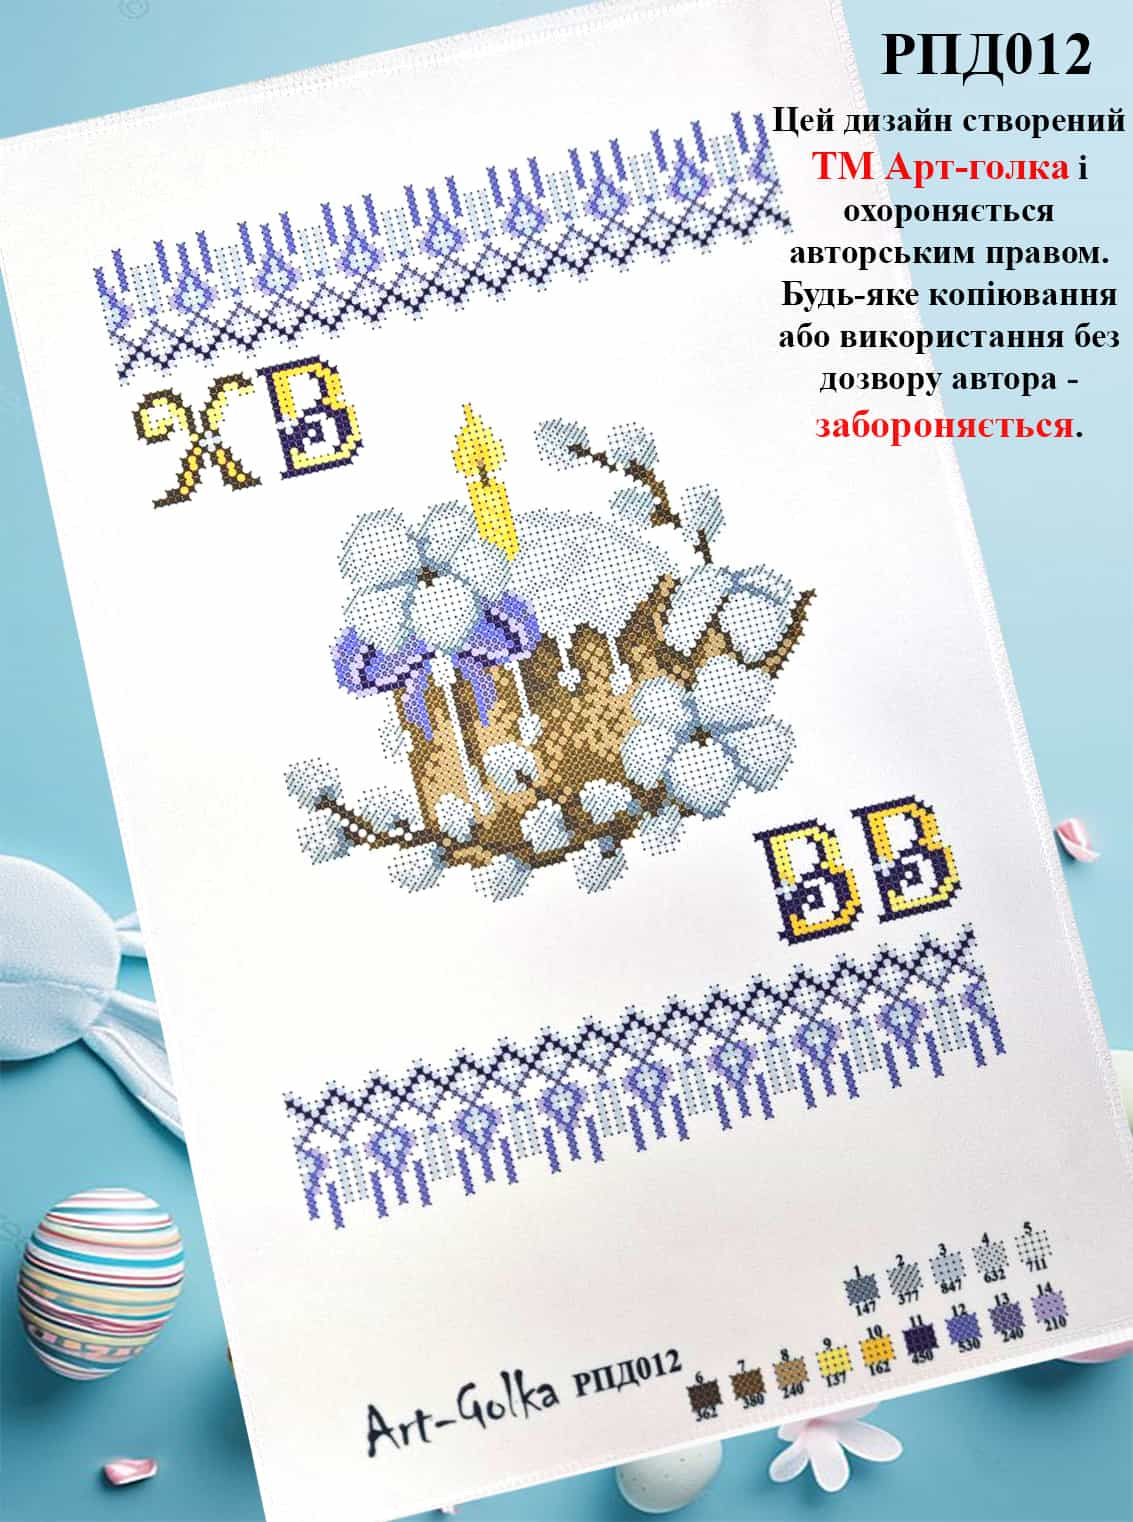 РПД012
Цей дизайн створений
ТМ Арт-голка і
охороняється
авторським правом.
Будь-яке копіювання
або використання без
дозвору автора -
забороняється.
ХВ
ВВ
1 2 3 4 5
147 377 847 632 711
6 7 8 9 10 11 12 13 14
362 380 240 137 162 450 530 240 210
Art-Golka РПД012